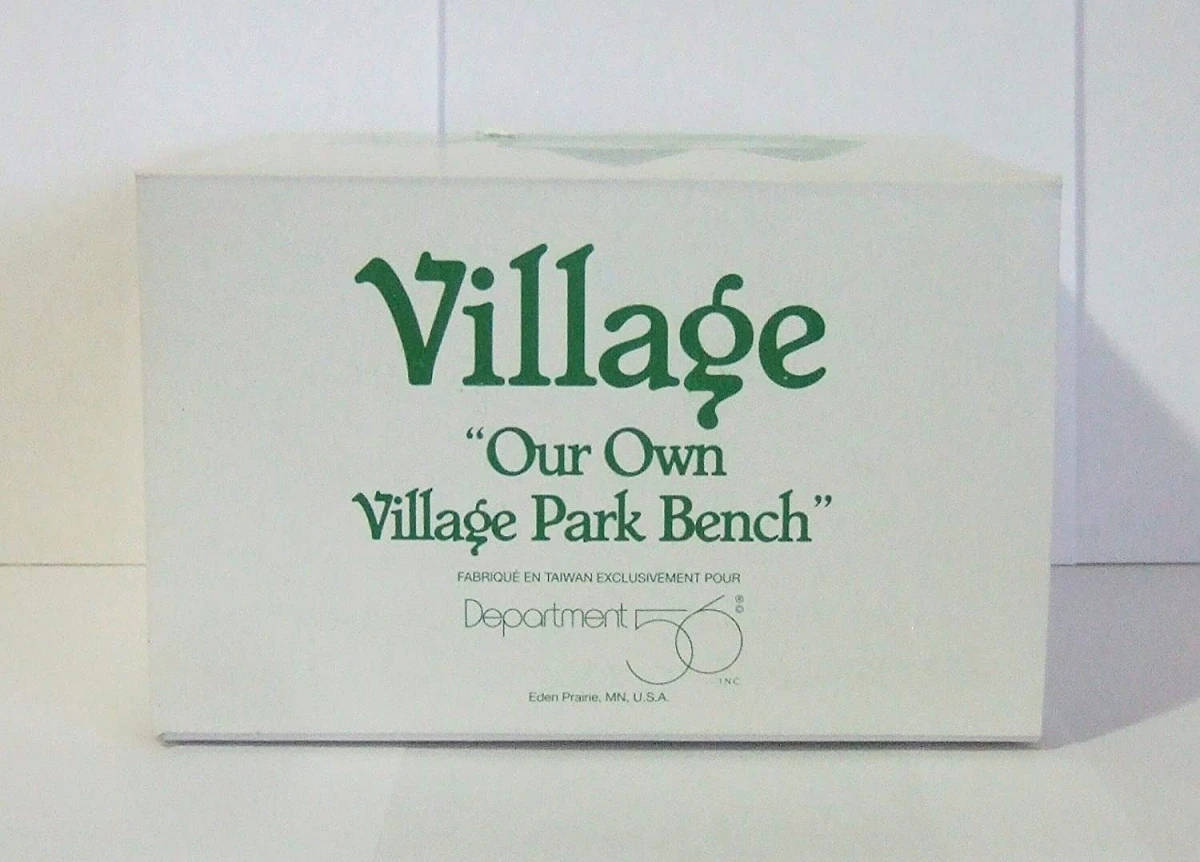 Village
“Our Own
Village Park Bench”
FABRIQUÉ EN TAIWAN EXCLUSIVEMENT POUR
Department 56 ® ©
INC
Eden Prairie, MN, U.S.A.